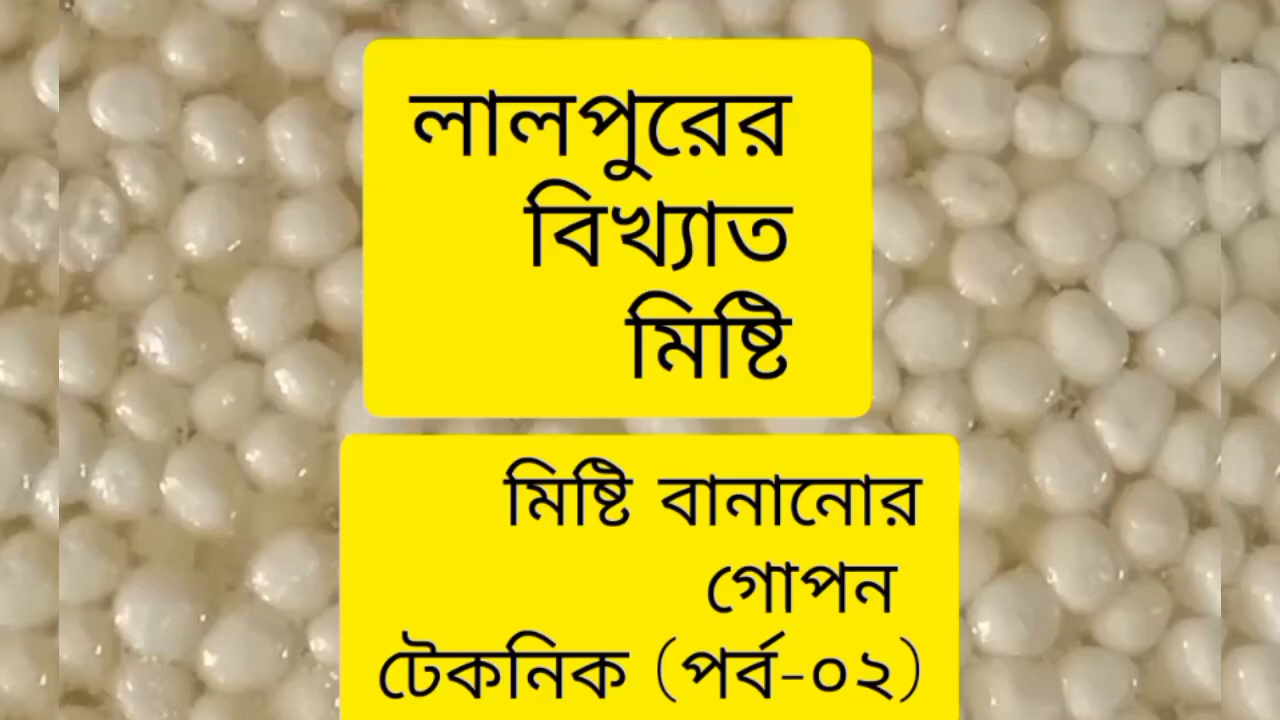 লালপুরের
বিখ্যাত
মিষ্টি
মিষ্টি বানানোর
গোপন
টেকনিক (পর্ব-০২)